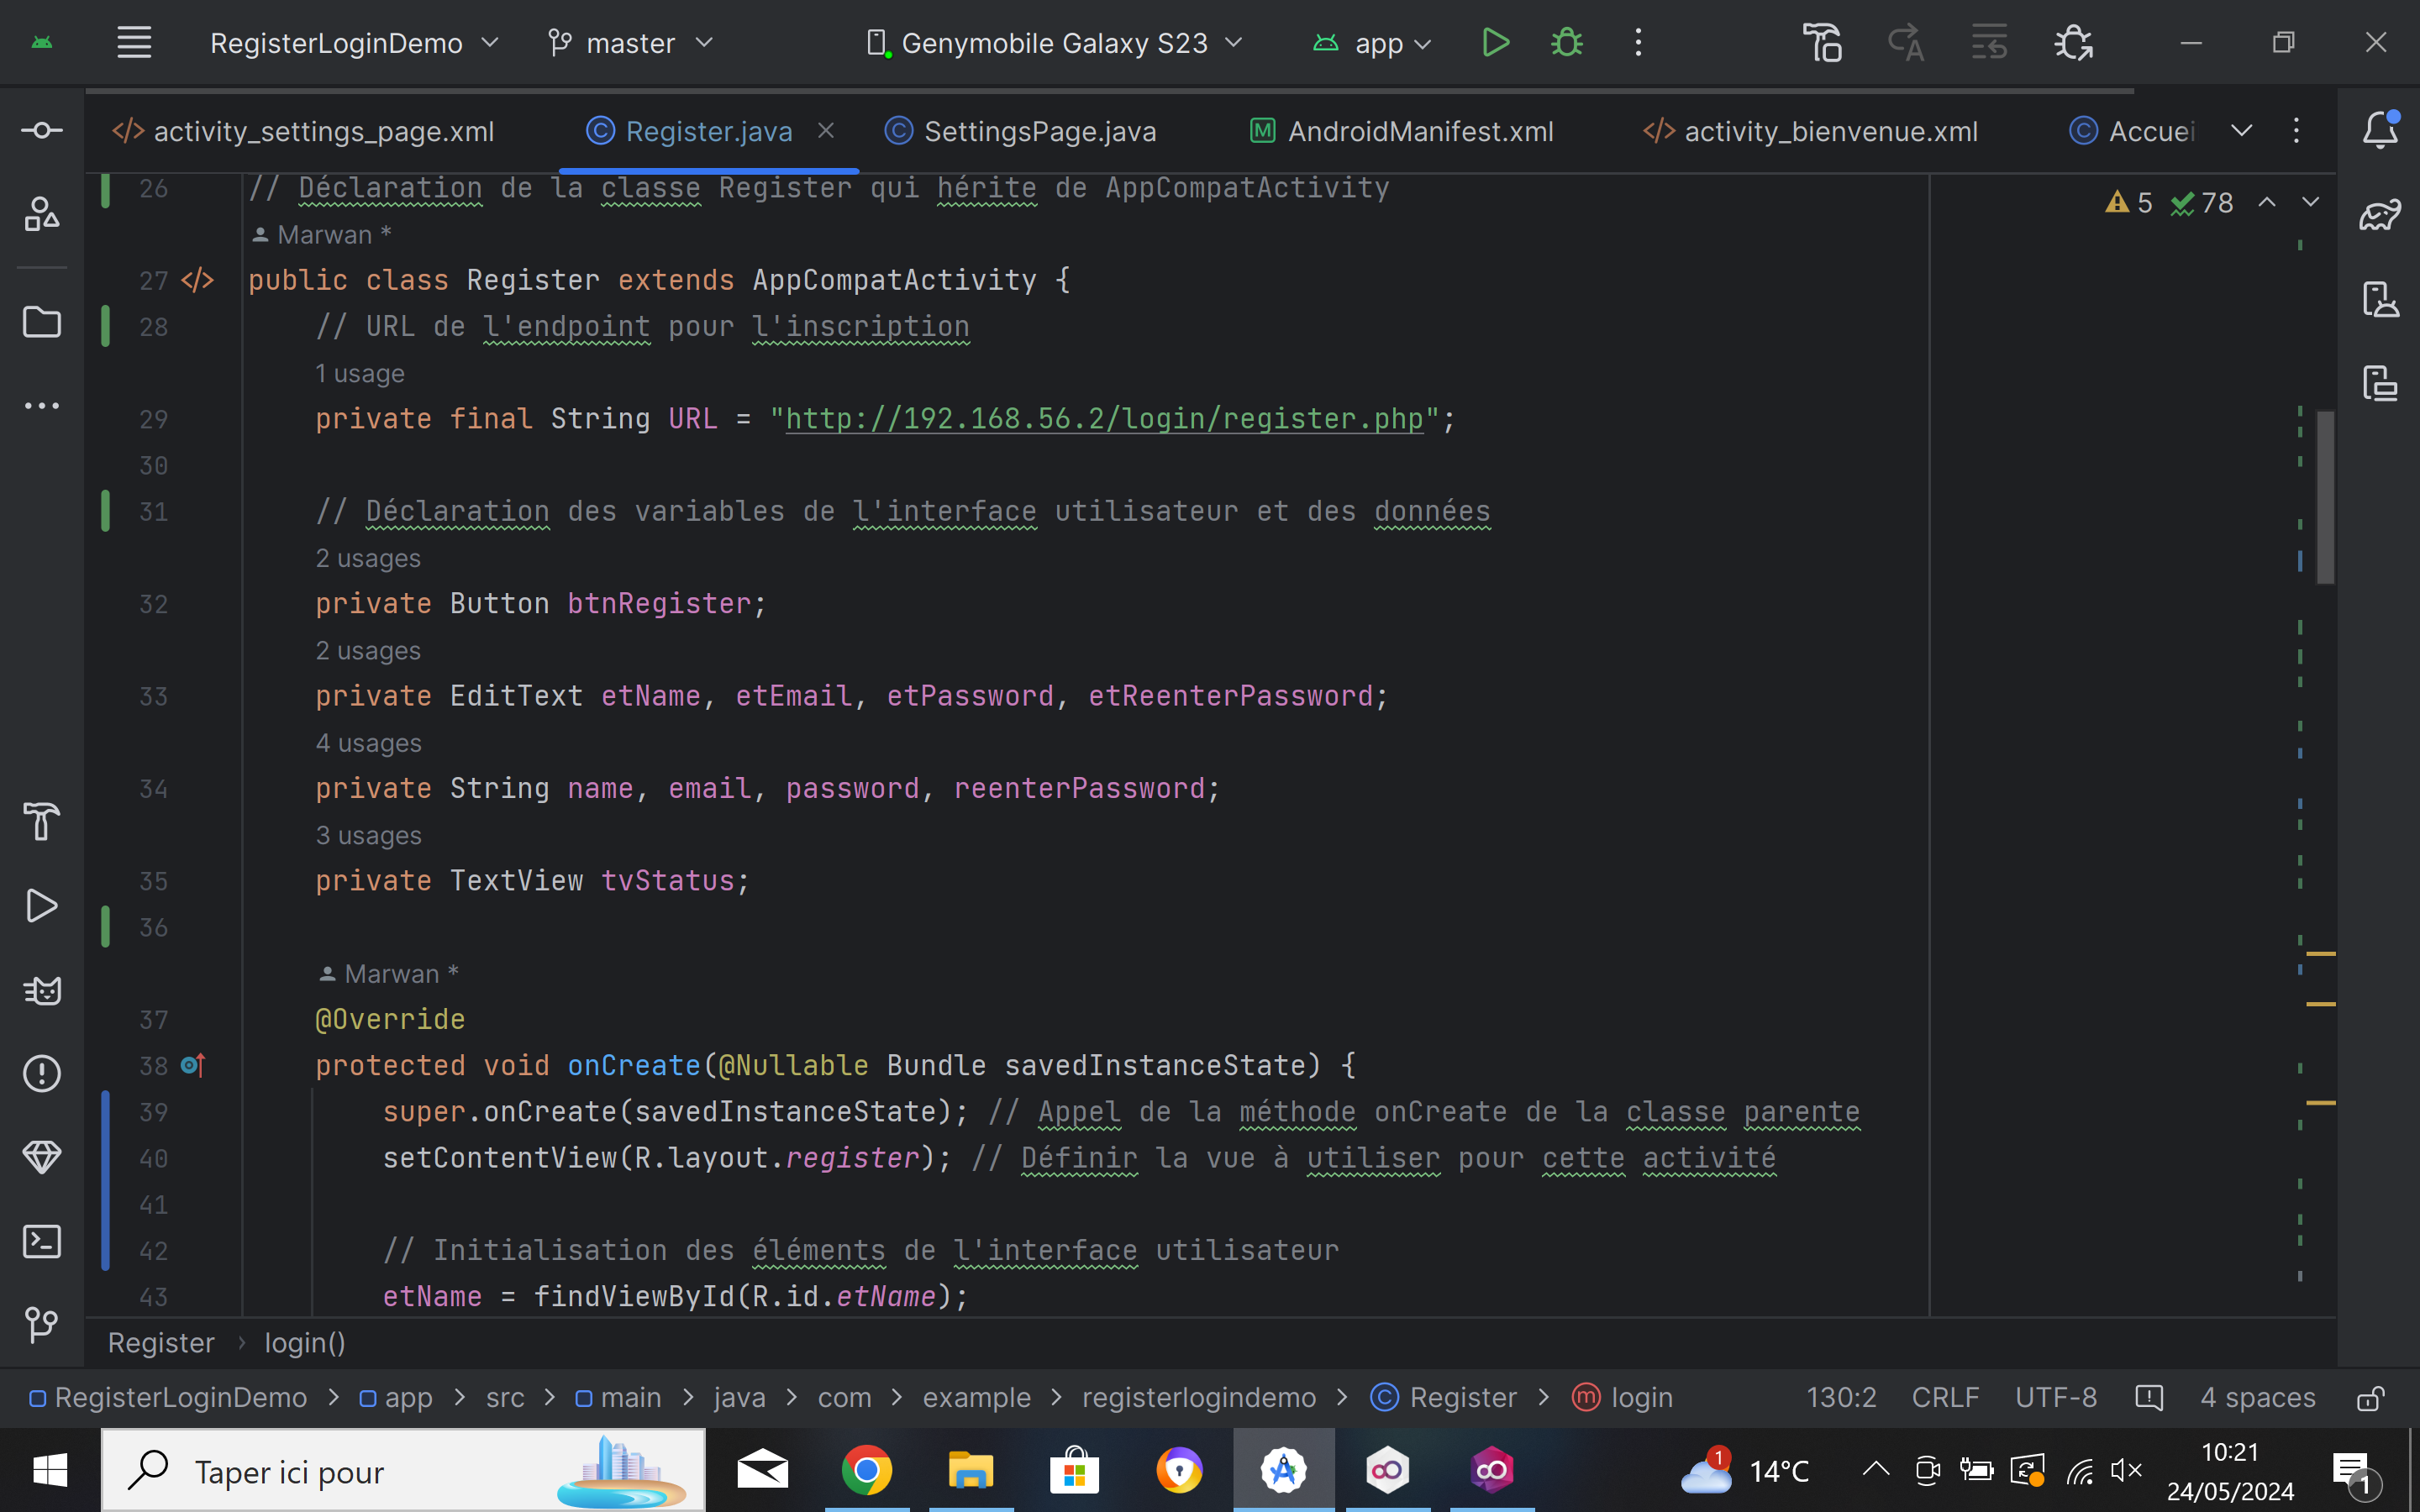 RegisterLoginDemo master Genymobile Galaxy S23 app
activity_settings_page.xml Register.java SettingsPage.java AndroidManifest.xml activity_bienvenue.xml Accuei
5 78
26 // Déclaration de la classe Register qui hérite de AppCompatActivity
Marwan *
27 public class Register extends AppCompatActivity {
28 // URL de l'endpoint pour l'inscription
1 usage
29 private final String URL = "http://192.168.56.2/login/register.php";
30
31 // Déclaration des variables de l'interface utilisateur et des données
2 usages
32 private Button btnRegister;
2 usages
33 private EditText etName, etEmail, etPassword, etReenterPassword;
4 usages
34 private String name, email, password, reenterPassword;
3 usages
35 private TextView tvStatus;
36
Marwan *
37 @Override
38 protected void onCreate(@Nullable Bundle savedInstanceState) {
39 super.onCreate(savedInstanceState); // Appel de la méthode onCreate de la classe parente
40 setContentView(R.layout.register); // Définir la vue à utiliser pour cette activité
41
42 // Initialisation des éléments de l'interface utilisateur
43 etName = findViewById(R.id.etName);
Register › login()
RegisterLoginDemo > app > src > main > java > com > example > registerlogindemo > Register > login 130:2 CRLF UTF-8 4 spaces
Taper ici pour 1 14°C 10:21
24/05/2024 1